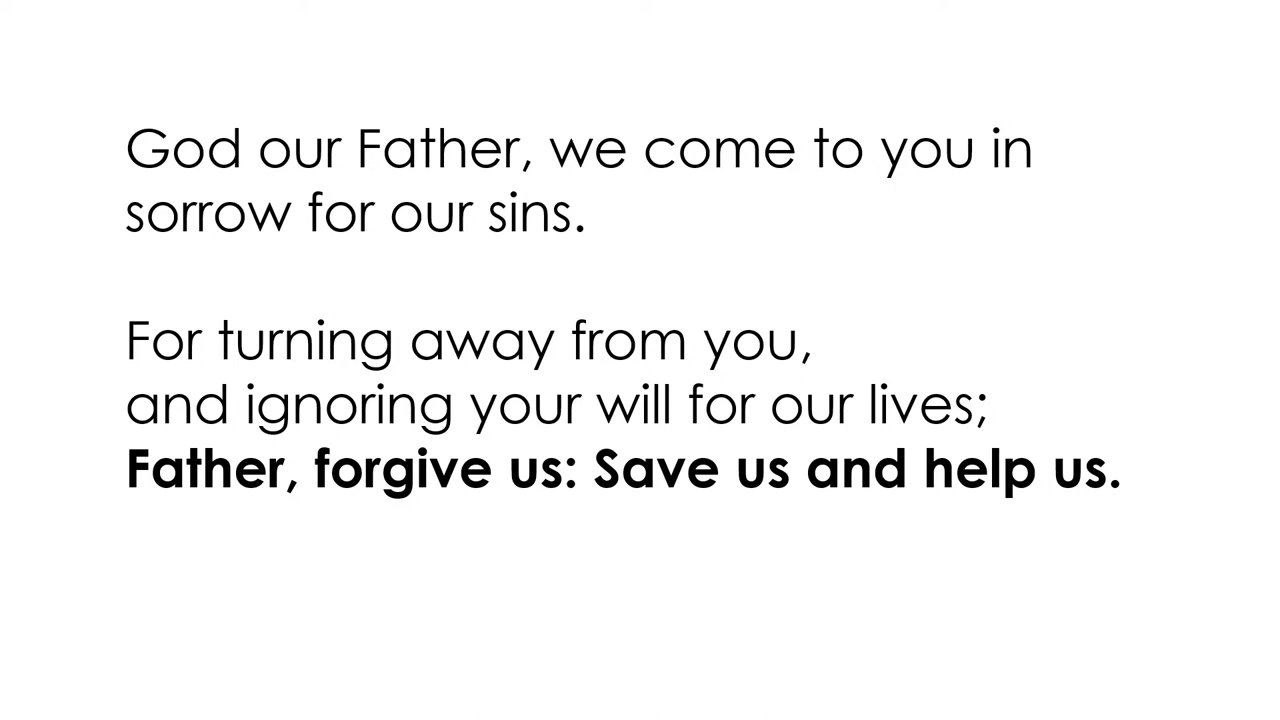 God our Father, we come to you in
sorrow for our sins.
For turning away from you,
and ignoring your will for our lives;
Father, forgive us: Save us and help us.